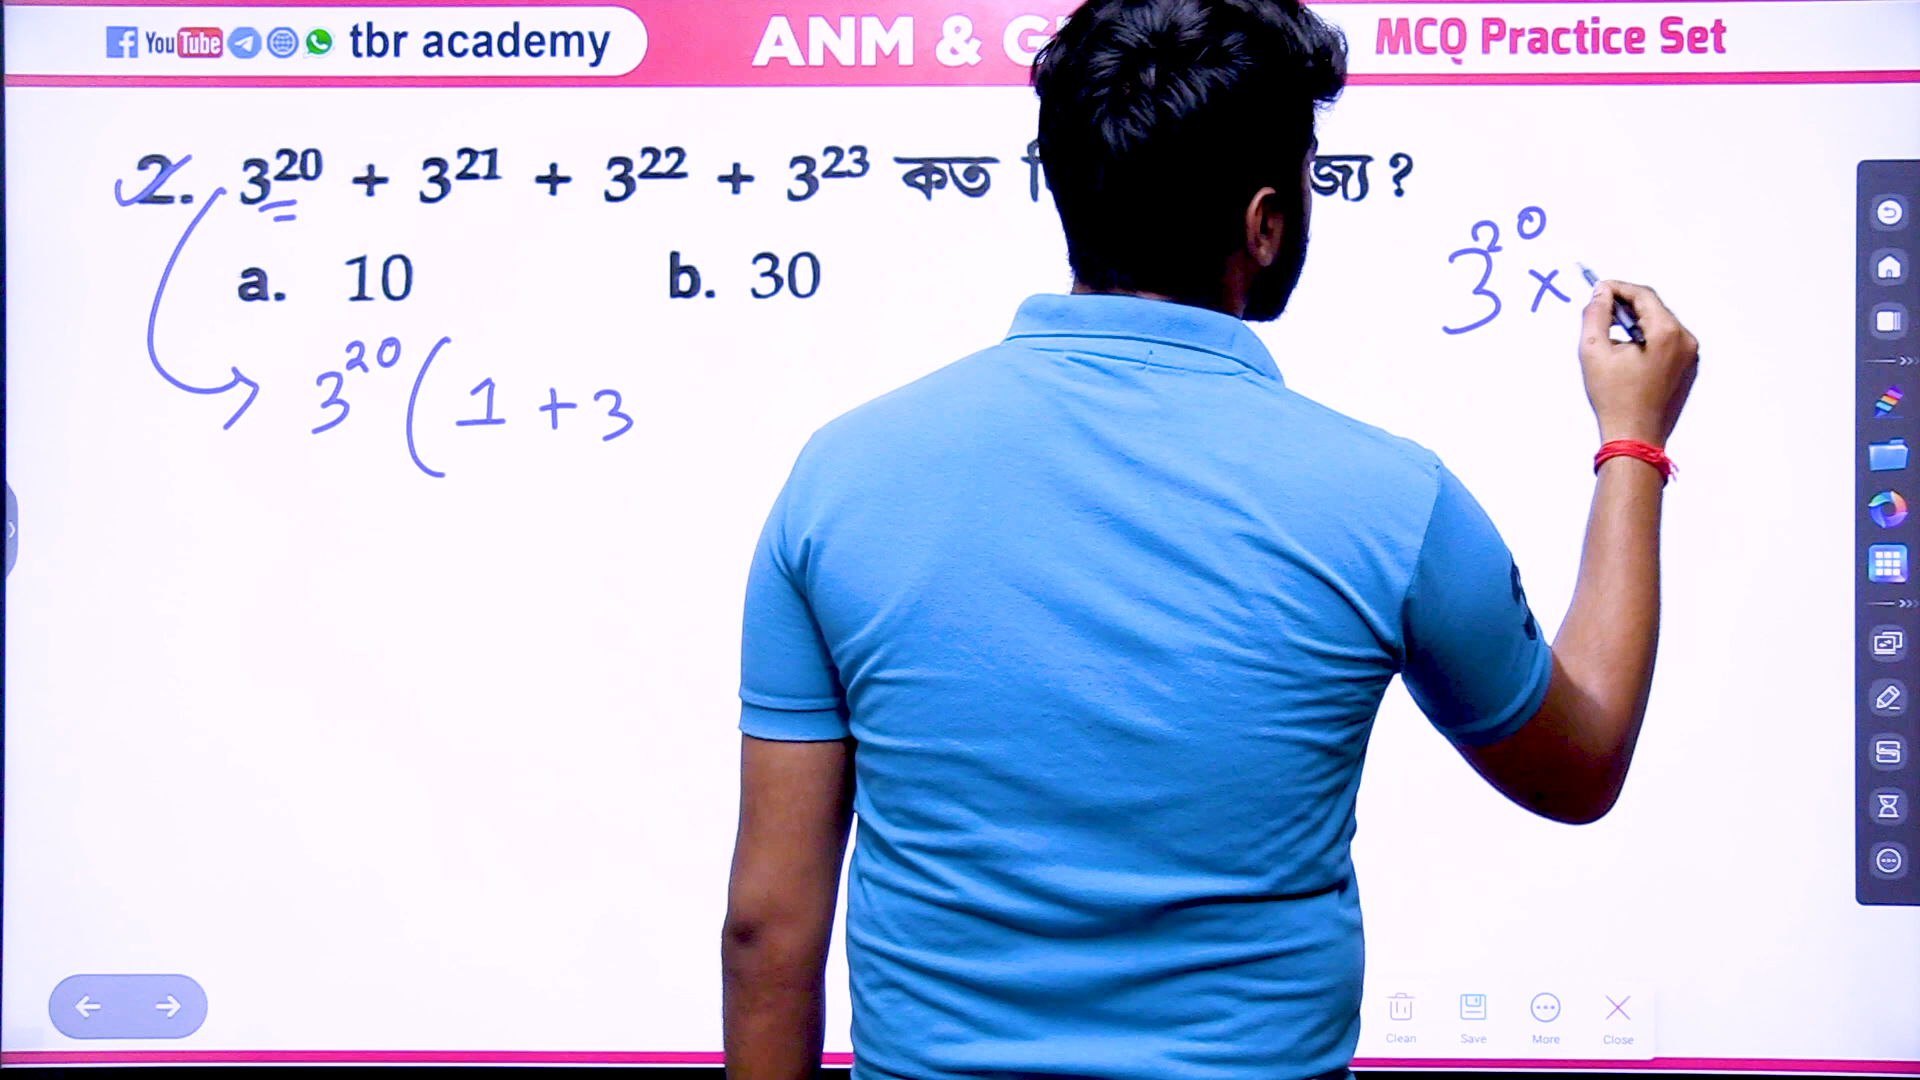 YouTube tbr academy ANM & MCQ Practice Set
2. 3²⁰ + 3²¹ + 3²² + 3²³ কত ?
3²⁰ ×
a. 10 b. 30
3²⁰ ( 1 + 3
Clean Save More Close